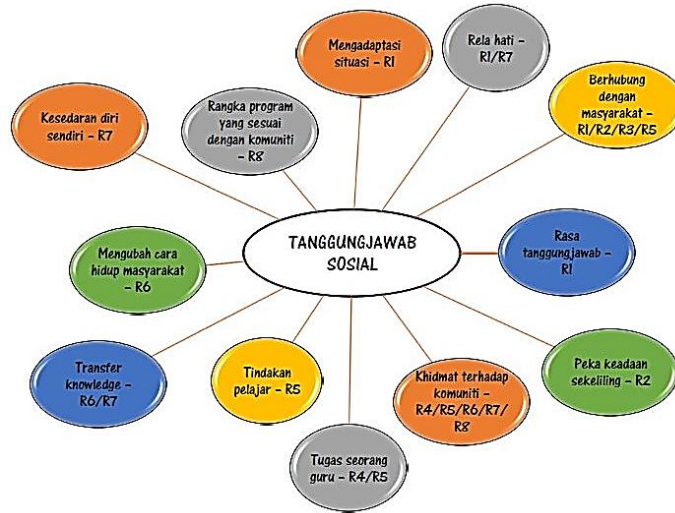 Mengadaptasi
situasi – R1
Rela hati –
R1/R7
Berhubung
dengan
masyarakat –
R1/R2/R3/R5
Kesedaran diri
sendiri – R7
Rangka program
yang sesuai
dengan komuniti
– R8
TANGGUNGJAWAB
SOSIAL
Rasa
tanggungjawab –
R1
Mengubah cara
hidup masyarakat –
R6
Transfer
knowledge –
R6/R7
Tindakan
pelajar – R5
Khidmat terhadap
komuniti –
R4/R5/R6/R7/
R8
Peka keadaan
sekeliling – R2
Tugas seorang
guru – R4/R5